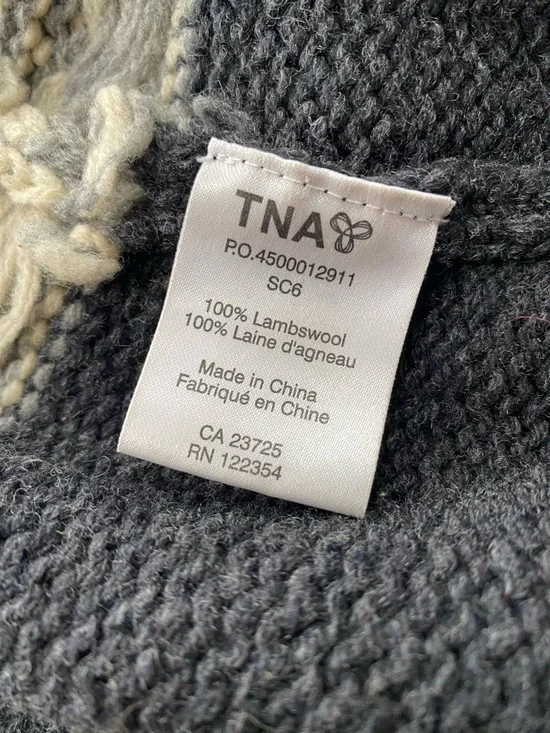 TNA
P.O.4500012911
SC6
100% Lambswool
100% Laine d'agneau
Made in China
Fabriqué en Chine
CA 23725
RN 122354